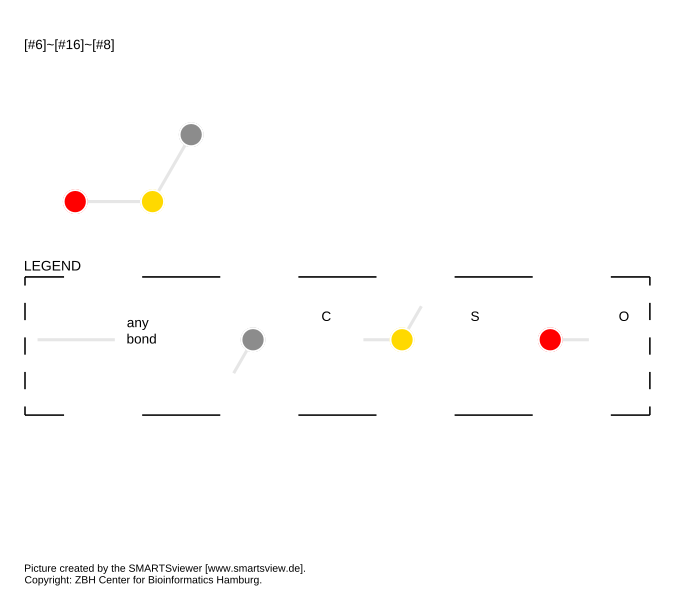 [#6]~[#16]~[#8]
LEGEND
any
bond
C
S
O
Picture created by the SMARTSviewer [www.smartsview.de].
Copyright: ZBH Center for Bioinformatics Hamburg.